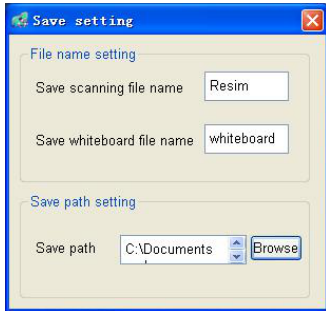 Save setting
File name setting
Save scanning file name Resim
Save whiteboard file name whiteboard
Save path setting
Save path C:\Documents Browse